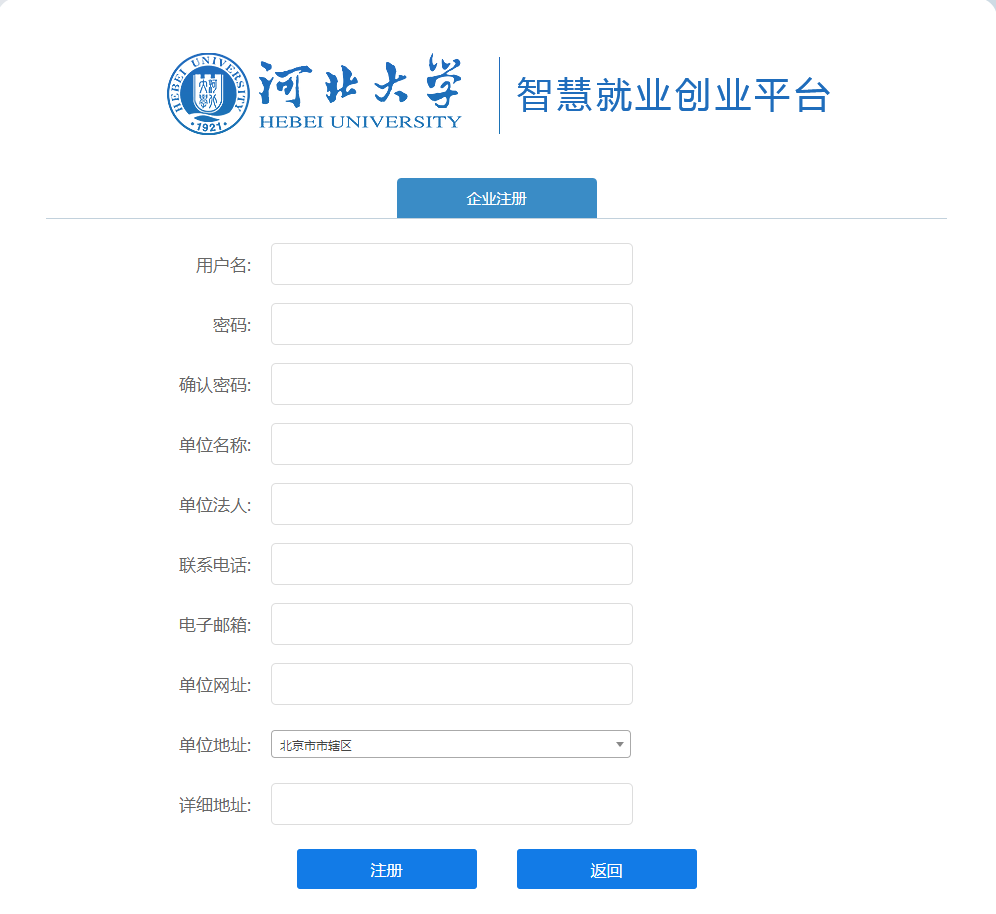 HEBEI UNIVERSITY
1921
河北大学
HEBEI UNIVERSITY
智慧就业创业平台
企业注册
用户名:
密码:
确认密码:
单位名称:
单位法人:
联系电话:
电子邮箱:
单位网址:
单位地址:
北京市市辖区
详细地址:
注册
返回